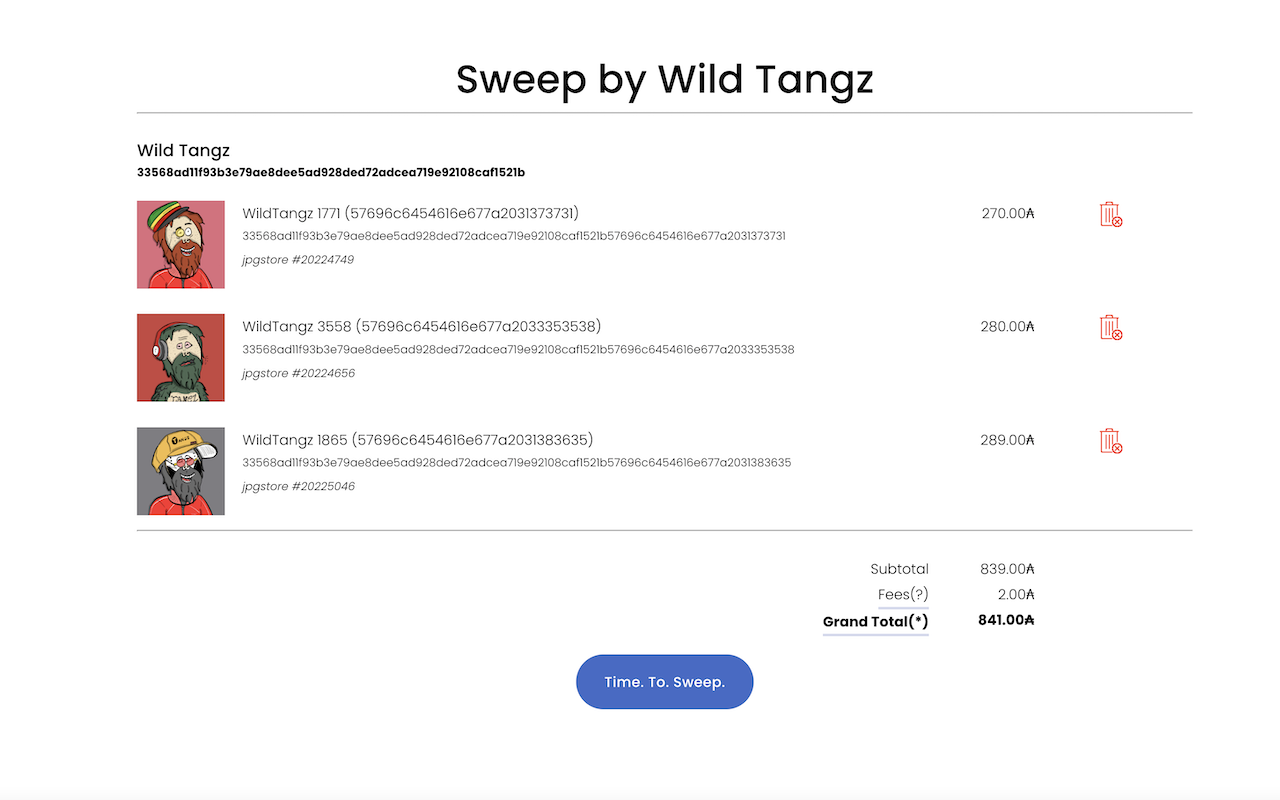 Sweep by Wild Tangz
Wild Tangz
33568ad11f93b3e79ae8dee5ad928ded72adcea719e92108caf1521b
WildTangz 1771 (57696c6454616e677a2031373731)
270.00₳
33568ad11f93b3e79ae8dee5ad928ded72adcea719e92108caf1521b57696c6454616e677a2031373731
jpgstore #20224749
WildTangz 3558 (57696c6454616e677a2033353538)
280.00₳
33568ad11f93b3e79ae8dee5ad928ded72adcea719e92108caf1521b57696c6454616e677a2033353538
jpgstore #20224656
WildTangz 1865 (57696c6454616e677a2031383635)
289.00₳
33568ad11f93b3e79ae8dee5ad928ded72adcea719e92108caf1521b57696c6454616e677a2031383635
jpgstore #20225046
Subtotal 839.00₳
Fees(?) 2.00₳
Grand Total(*) 841.00₳
Time. To. Sweep.